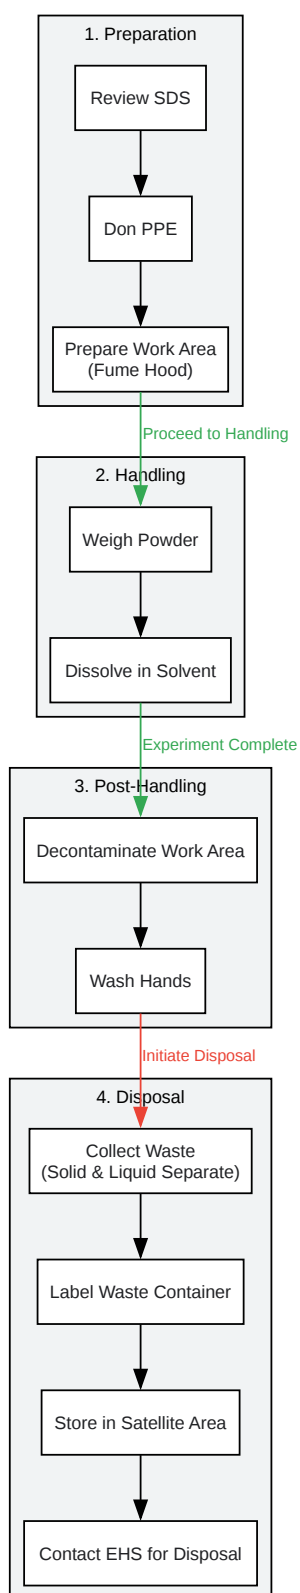 1. Preparation
Review SDS
Don PPE
Prepare Work Area
(Fume Hood)
Proceed to Handling
2. Handling
Weigh Powder
Dissolve in Solvent
Experiment Complete
3. Post-Handling
Decontaminate Work Area
Wash Hands
Initiate Disposal
4. Disposal
Collect Waste
(Solid & Liquid Separate)
Label Waste Container
Store in Satellite Area
Contact EHS for Disposal